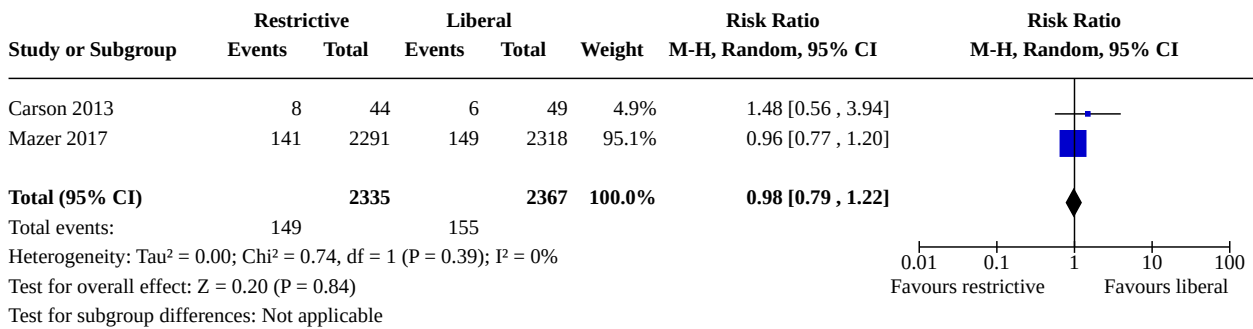 Restrictive Liberal Risk Ratio Risk Ratio
Study or Subgroup Events Total Events Total Weight M-H, Random, 95% CI M-H, Random, 95% CI
Carson 2013 8 44 6 49 4.9% 1.48 [0.56 , 3.94]
Mazer 2017 141 2291 149 2318 95.1% 0.96 [0.77 , 1.20]
Total (95% CI) 2335 2367 100.0% 0.98 [0.79 , 1.22]
Total events: 149 155
Heterogeneity: Tau² = 0.00; Chi² = 0.74, df = 1 (P = 0.39); I² = 0%
0.01 0.1 1 10 100
Test for overall effect: Z = 0.20 (P = 0.84) Favours restrictive Favours liberal
Test for subgroup differences: Not applicable